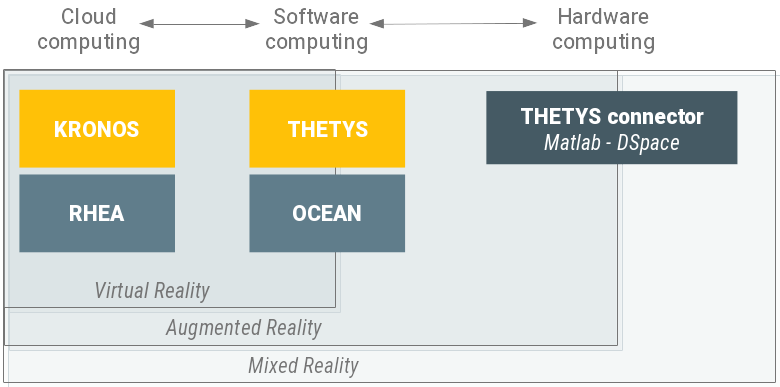 Cloud computing
Software computing
Hardware computing
KRONOS
THETYS
THETYS connector
Matlab - DSpace
RHEA
OCEAN
Virtual Reality
Augmented Reality
Mixed Reality